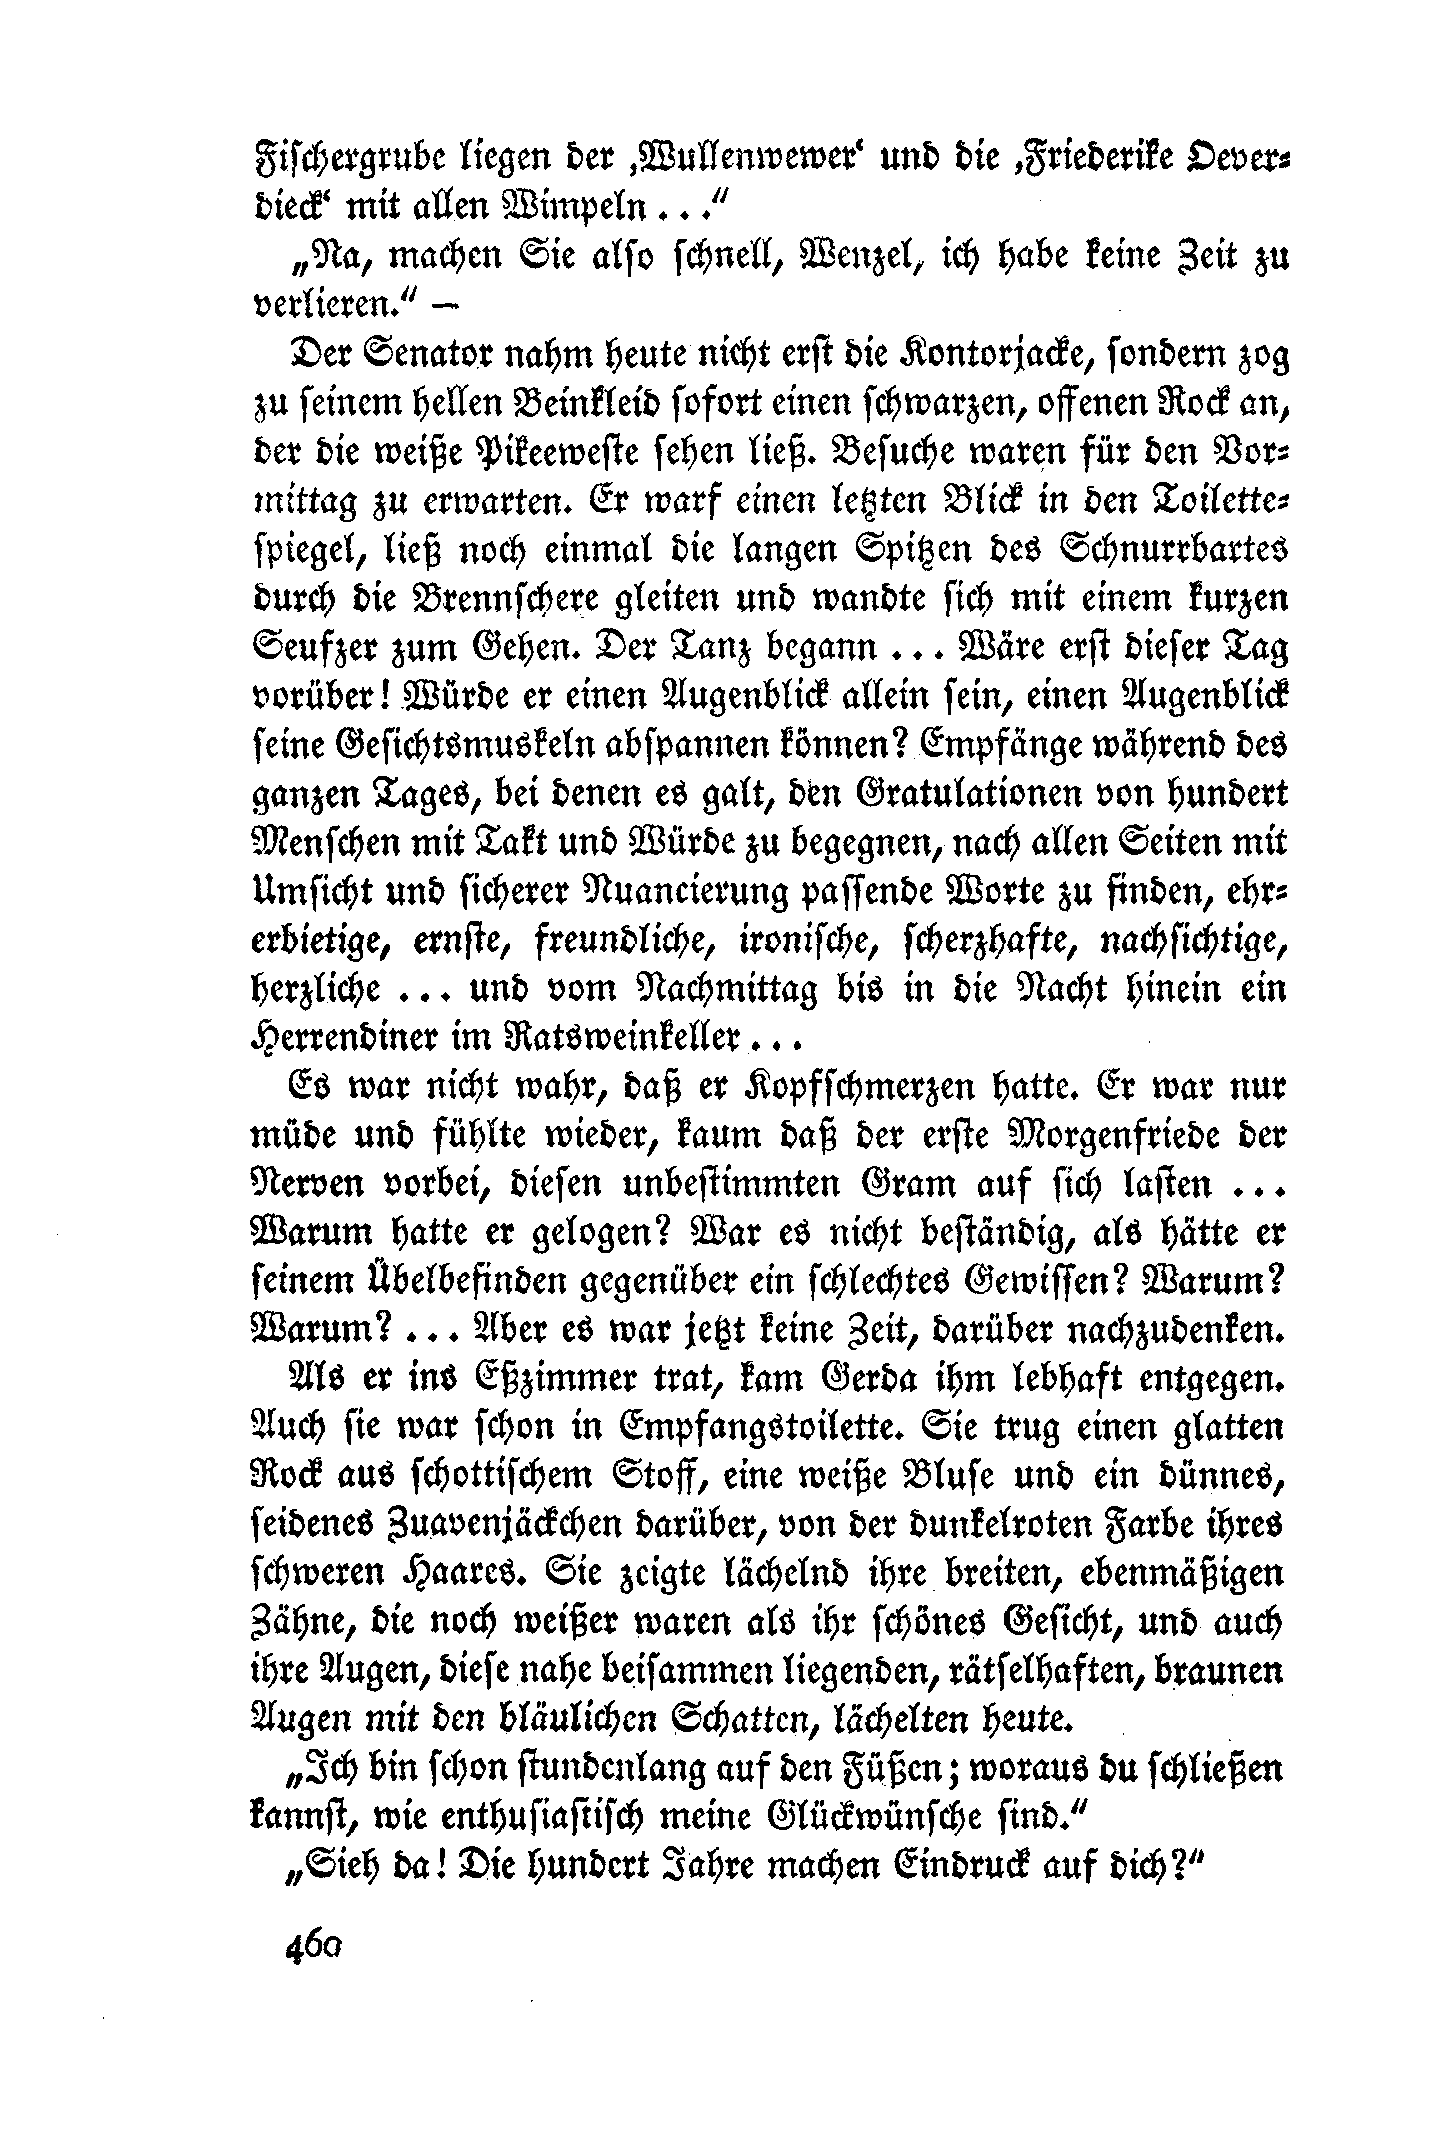 Fischergrube liegen der ‚Wullenwewer‘ und die ‚Friederike Oever-
dieck‘ mit allen Wimpeln . . .“
„Na, machen Sie also schnell, Wenzel, ich habe keine Zeit zu
verlieren.“ —
Der Senator nahm heute nicht erst die Kontorjacke, sondern zog
zu seinem hellen Beinkleid sofort einen schwarzen, offenen Rock an,
der die weiße Pikeeweste sehen ließ. Besuche waren für den Vor-
mittag zu erwarten. Er warf einen letzten Blick in den Toilette-
spiegel, ließ noch einmal die langen Spitzen des Schnurrbartes
durch die Brennschere gleiten und wandte sich mit einem kurzen
Seufzer zum Gehen. Der Tanz begann . . . Wäre erst dieser Tag
vorüber! Würde er einen Augenblick allein sein, einen Augenblick
seine Gesichtsmuskeln abspannen können? Empfänge während des
ganzen Tages, bei denen es galt, den Gratulationen von hundert
Menschen mit Takt und Würde zu begegnen, nach allen Seiten mit
Umsicht und sicherer Nuancierung passende Worte zu finden, ehr-
erbietige, ernste, freundliche, ironische, scherzhafte, nachsichtige,
herzliche . . . und vom Nachmittag bis in die Nacht hinein ein
Herrendiner im Ratsweinkeller . . .
Es war nicht wahr, daß er Kopfschmerzen hatte. Er war nur
müde und fühlte wieder, kaum daß der erste Morgenfriede der
Nerven vorbei, diesen unbestimmten Gram auf sich lasten . . .
Warum hatte er gelogen? War es nicht beständig, als hätte er
seinem Übelbefinden gegenüber ein schlechtes Gewissen? Warum?
Warum? . . . Aber es war jetzt keine Zeit, darüber nachzudenken.
Als er ins Eßzimmer trat, kam Gerda ihm lebhaft entgegen.
Auch sie war schon in Empfangstoilette. Sie trug einen glatten
Rock aus schottischem Stoff, eine weiße Bluse und ein dünnes,
seidenes Zuavenjäckchen darüber, von der dunkelroten Farbe ihres
schweren Haares. Sie zeigte lächelnd ihre breiten, ebenmäßigen
Zähne, die noch weißer waren als ihr schönes Gesicht, und auch
ihre Augen, diese nahe beisammen liegenden, rätselhaften, braunen
Augen mit den bläulichen Schatten, lächelten heute.
„Ich bin schon stundenlang auf den Füßen; woraus du schließen
kannst, wie enthusiastisch meine Glückwünsche sind.“
„Sieh da! Die hundert Jahre machen Eindruck auf dich?“
460